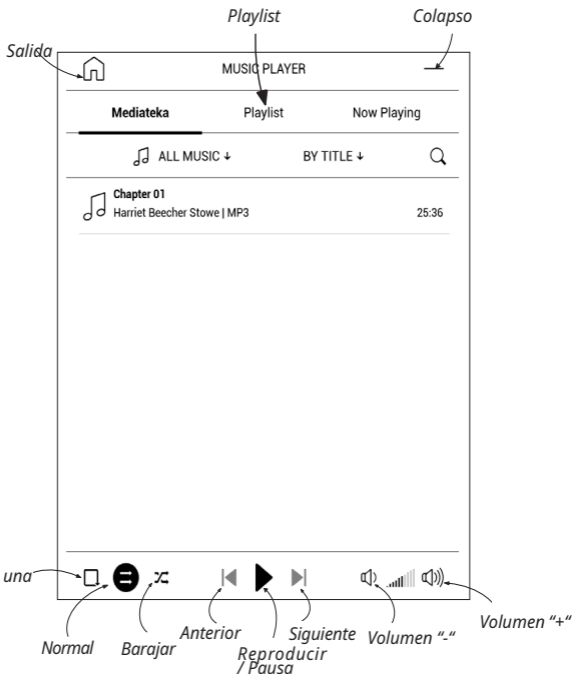 Playlist
Colapso
Salida
MUSIC PLAYER
Mediateka
Playlist
Now Playing
ALL MUSIC ↓
BY TITLE ↓
Chapter 01
Harriet Beecher Stowe | MP3
25:36
una
Normal
Barajar
Anterior
Reproducir
/ Pausa
Siguiente
Volumen “-“
Volumen “+“